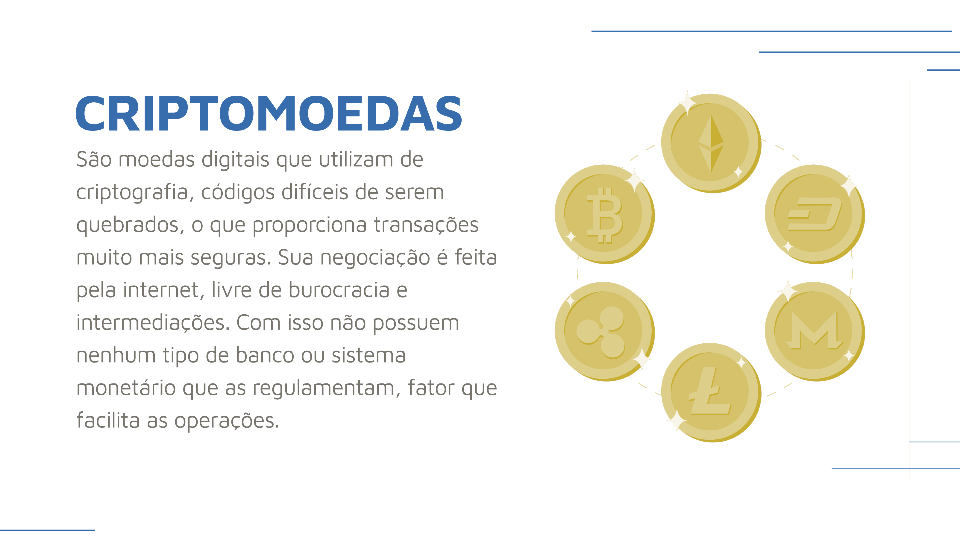 CRIPTOMOEDAS
São moedas digitais que utilizam de
criptografia, códigos difíceis de serem
quebrados, o que proporciona transações
muito mais seguras. Sua negociação é feita
pela internet, livre de burocracia e
intermediações. Com isso não possuem
nenhum tipo de banco ou sistema
monetário que as regulamentam, fator que
facilita as operações.